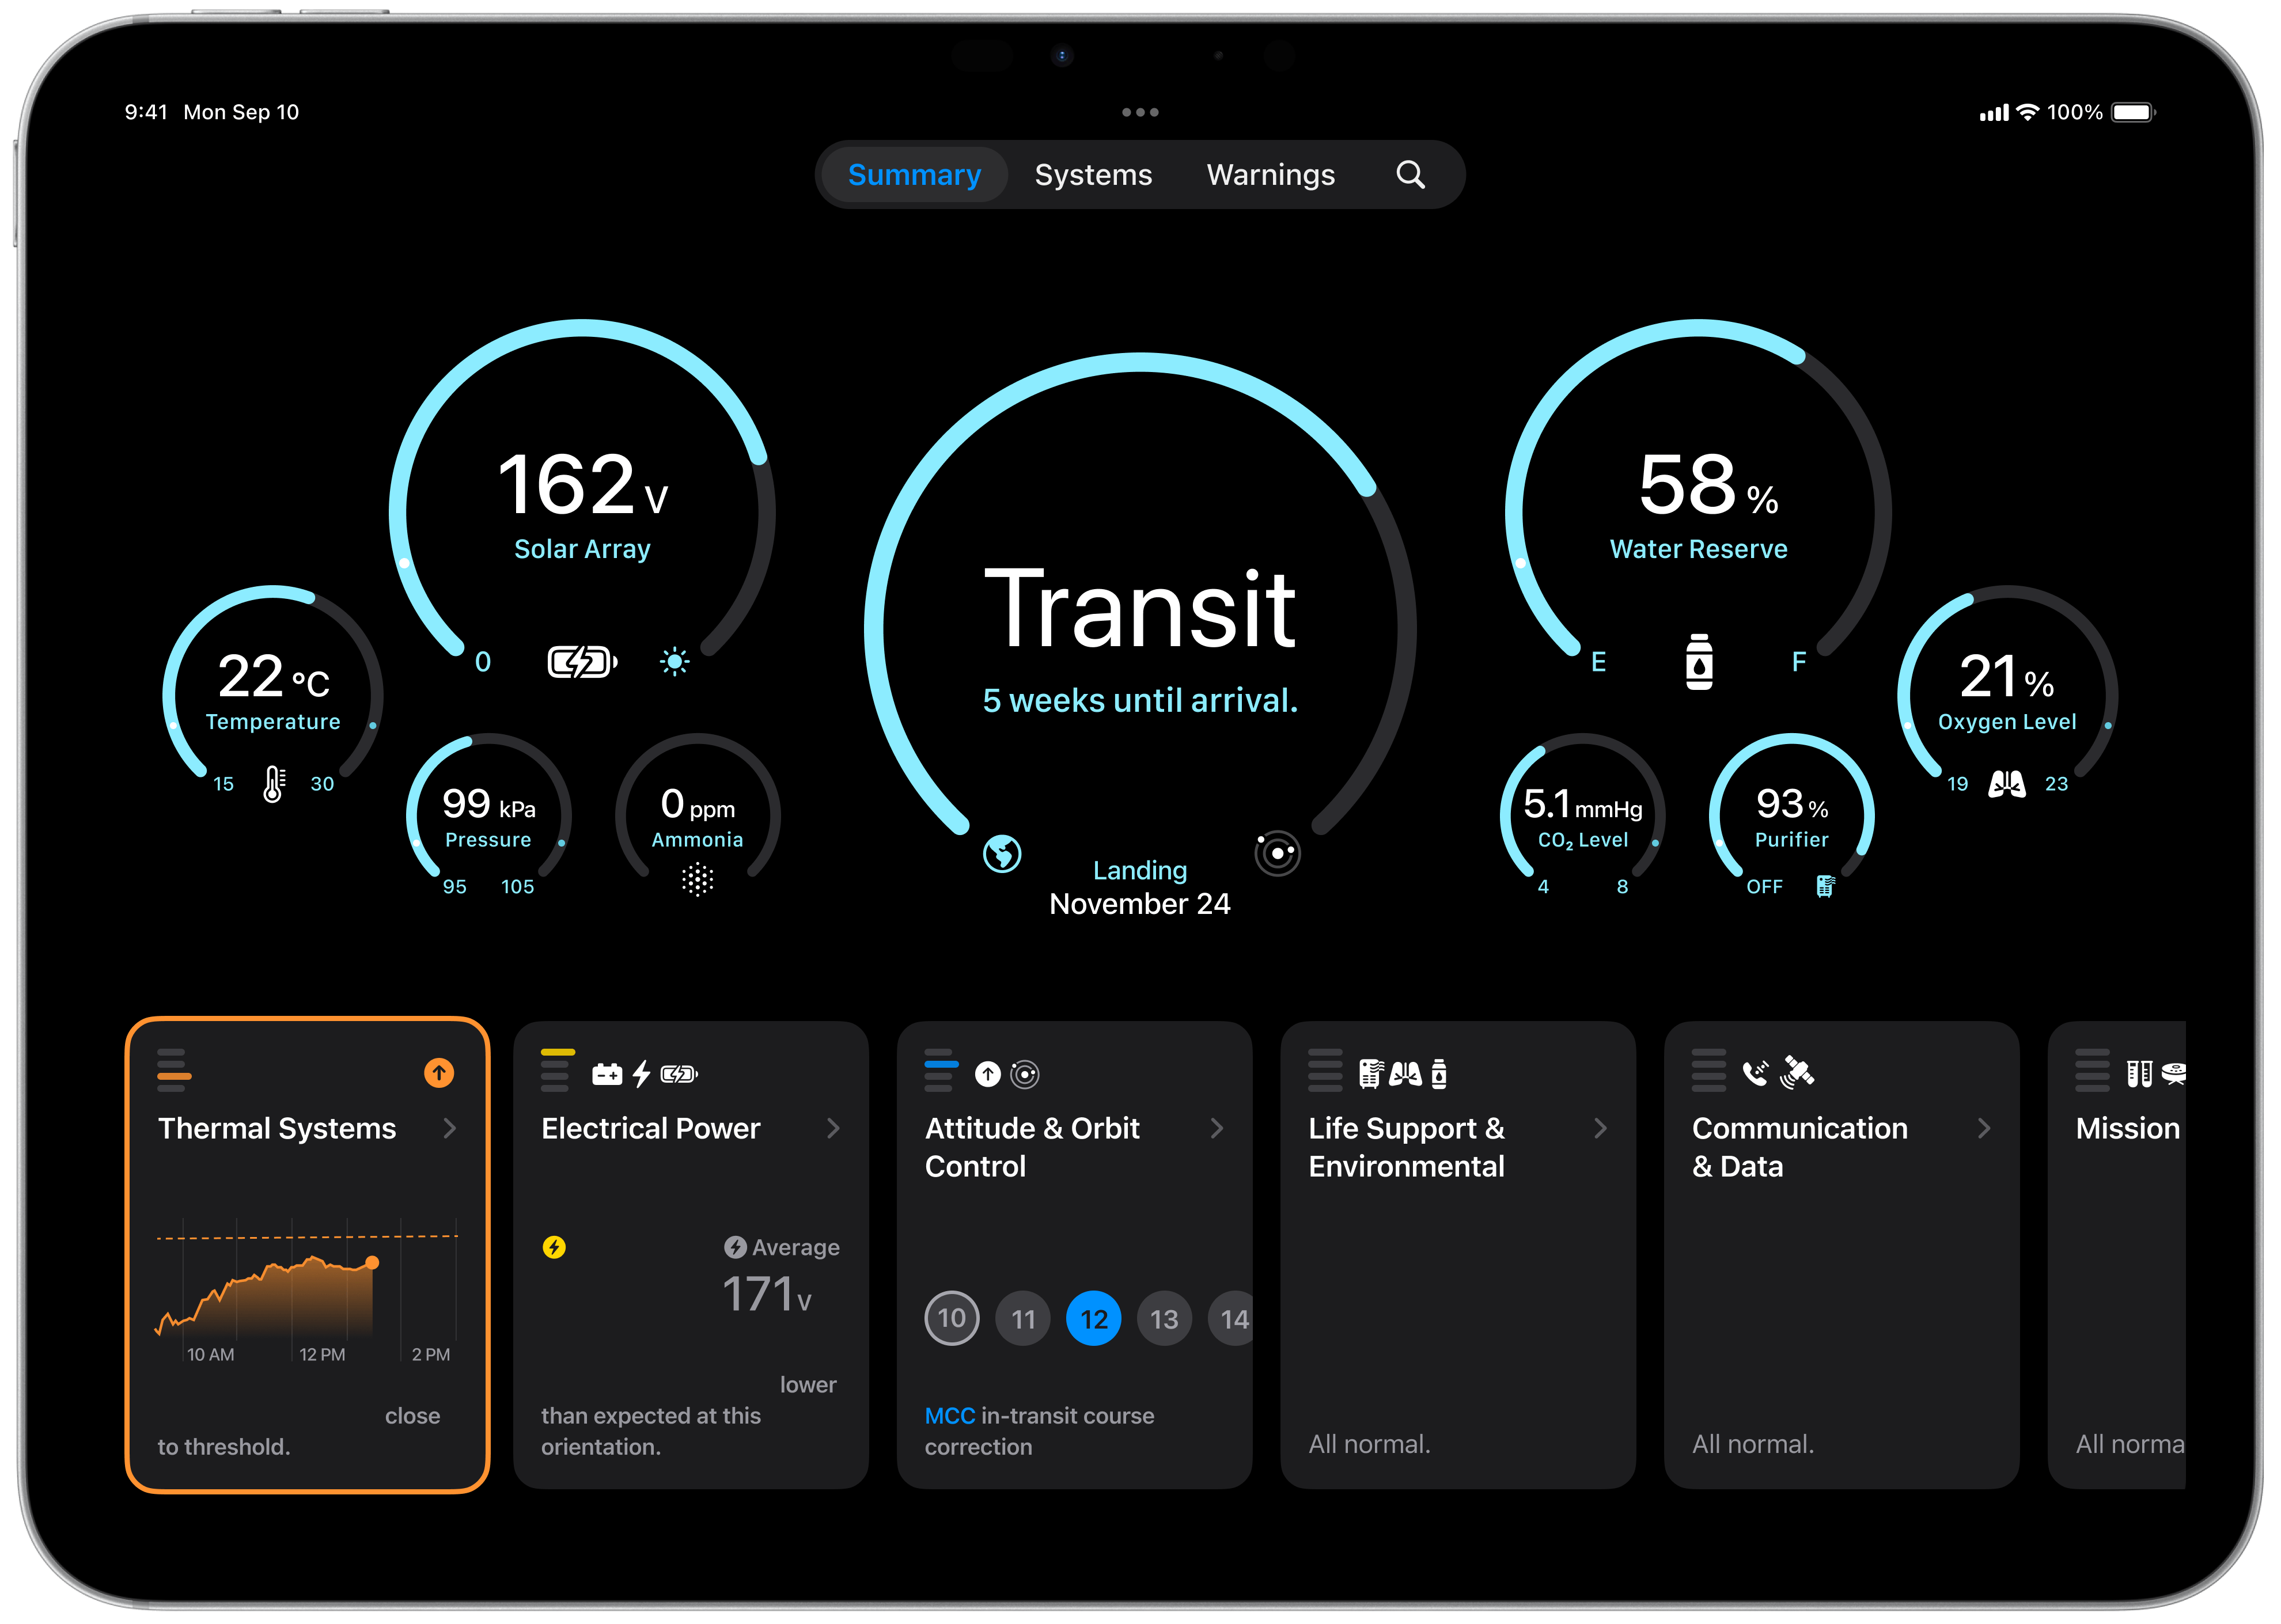 9:41 Mon Sep 10
100%
Summary
Systems
Warnings
162 V
Solar Array
0
22 °C
Temperature
15
30
99 kPa
Pressure
95
105
0 ppm
Ammonia
Transit
5 weeks until arrival.
Landing
November 24
58 %
Water Reserve
E
F
5.1 mmHg
CO₂ Level
4
8
93 %
Purifier
OFF
21 %
Oxygen Level
19
23
Thermal Systems
10 AM
12 PM
2 PM
close
to threshold.
Electrical Power
Average
171 V
lower
than expected at this
orientation.
Attitude & Orbit
Control
10
11
12
13
14
MCC in-transit course
correction
Life Support &
Environmental
All normal.
Communication
& Data
All normal.
Mission
All norma